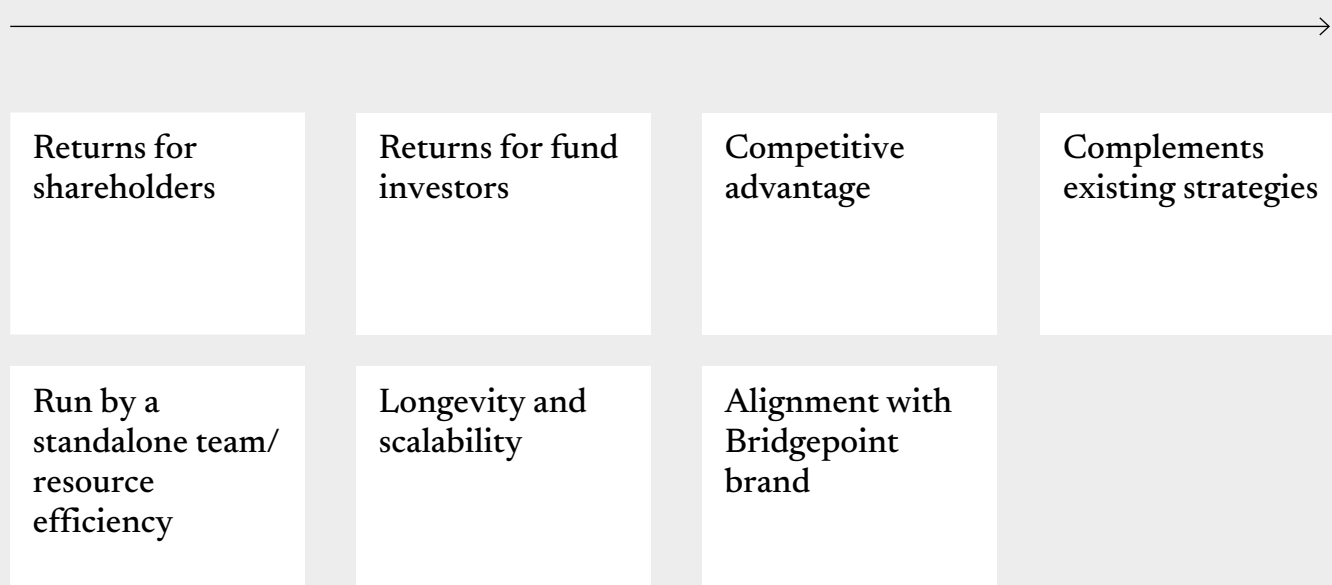 Returns for
shareholders
Returns for fund
investors
Competitive
advantage
Complements
existing strategies
Run by a
standalone team/
resource
efficiency
Longevity and
scalability
Alignment with
Bridgepoint
brand